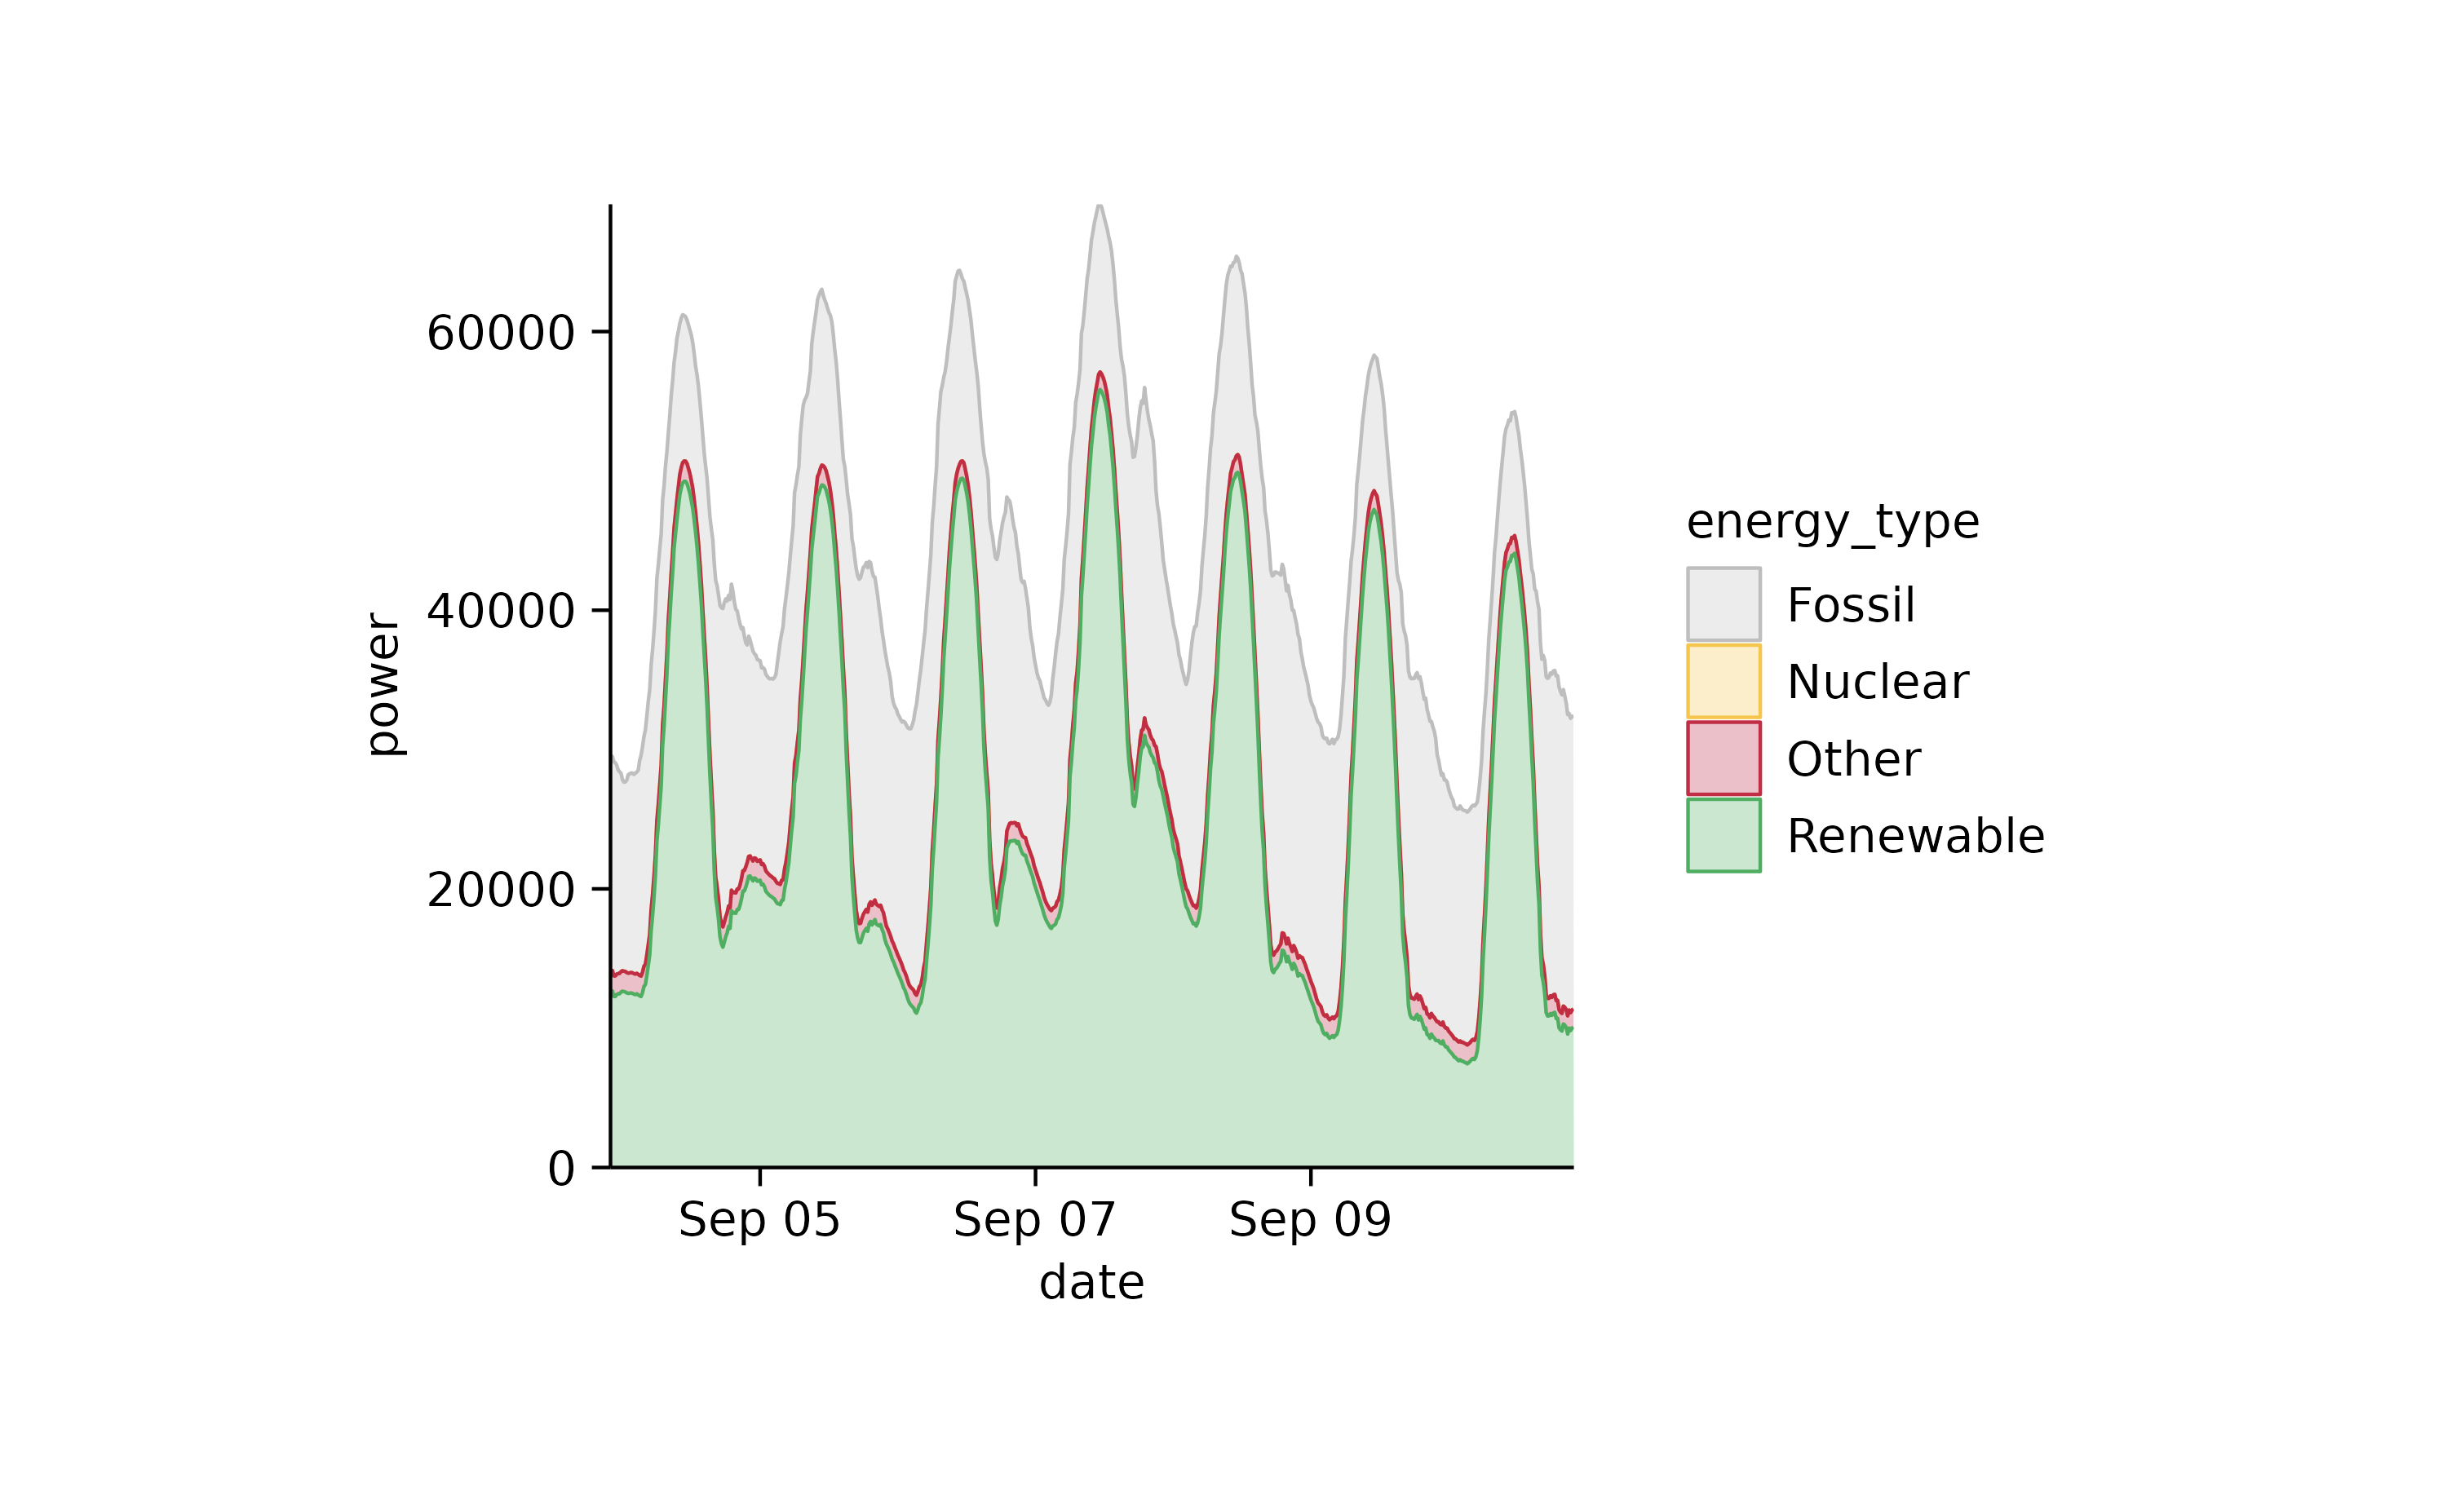 power
60000
40000
20000
0
Sep 05
Sep 07
Sep 09
date
energy_type
Fossil
Nuclear
Other
Renewable